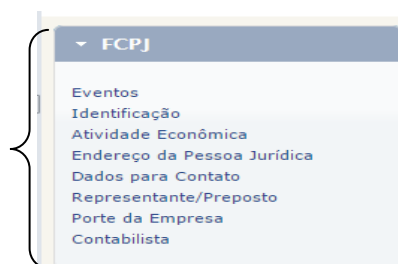 FCPJ
Eventos
Identificação
Atividade Econômica
Endereço da Pessoa Jurídica
Dados para Contato
Representante/Preposto
Porte da Empresa
Contabilista